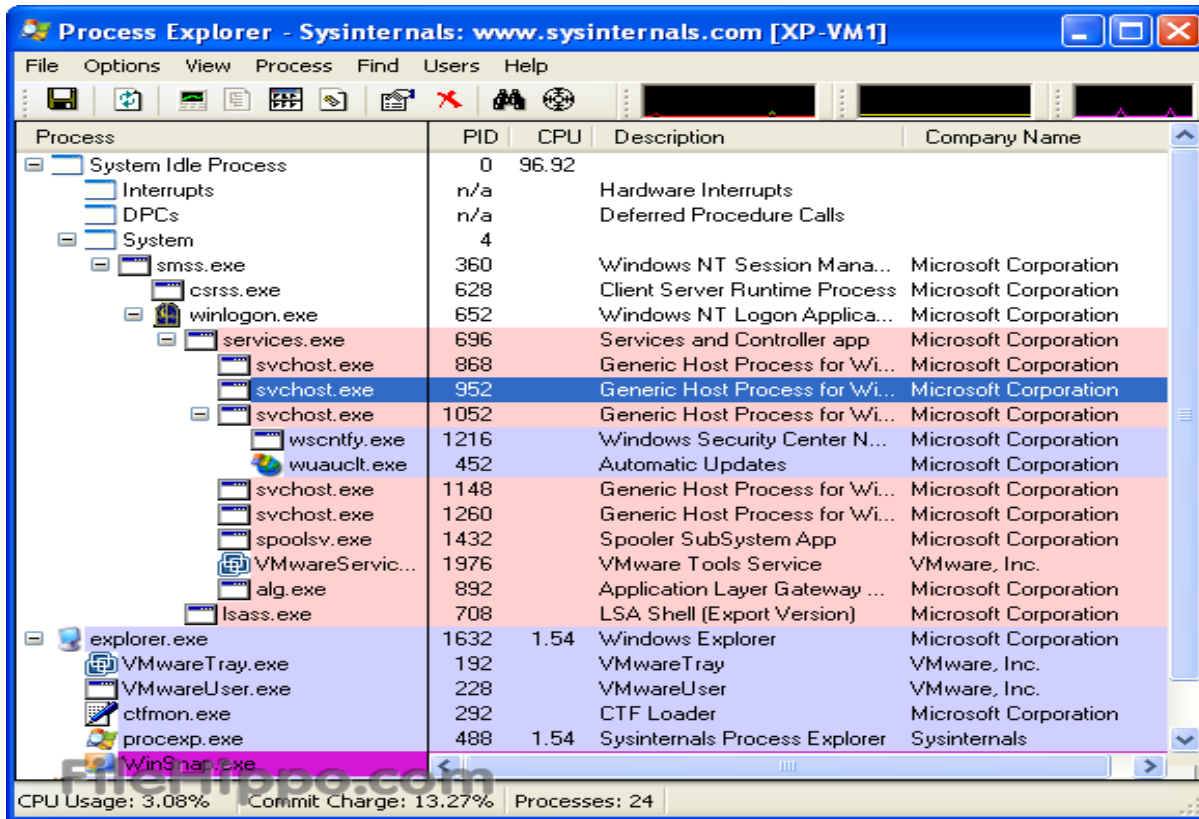 Process Explorer - Sysinternals: www.sysinternals.com [XP-VM1]
File Options View Process Find Users Help
Process PID CPU Description Company Name
System Idle Process 0 96.92
Interrupts n/a Hardware Interrupts
DPCs n/a Deferred Procedure Calls
System 4
smss.exe 360 Windows NT Session Mana... Microsoft Corporation
csrss.exe 628 Client Server Runtime Process Microsoft Corporation
winlogon.exe 652 Windows NT Logon Applica... Microsoft Corporation
services.exe 696 Services and Controller app Microsoft Corporation
svchost.exe 868 Generic Host Process for Wi... Microsoft Corporation
svchost.exe 952 Generic Host Process for Wi... Microsoft Corporation
svchost.exe 1052 Generic Host Process for Wi... Microsoft Corporation
wscntfy.exe 1216 Windows Security Center N... Microsoft Corporation
wuauclt.exe 452 Automatic Updates Microsoft Corporation
svchost.exe 1148 Generic Host Process for Wi... Microsoft Corporation
svchost.exe 1260 Generic Host Process for Wi... Microsoft Corporation
spoolsv.exe 1432 Spooler SubSystem App Microsoft Corporation
VMwareServic... 1976 VMware Tools Service VMware, Inc.
alg.exe 892 Application Layer Gateway ... Microsoft Corporation
lsass.exe 708 LSA Shell (Export Version) Microsoft Corporation
explorer.exe 1632 1.54 Windows Explorer Microsoft Corporation
VMwareTray.exe 192 VMwareTray VMware, Inc.
VMwareUser.exe 228 VMwareUser VMware, Inc.
ctfmon.exe 292 CTF Loader Microsoft Corporation
procexp.exe 488 1.54 Sysinternals Process Explorer Sysinternals
WinSnap.exe
FileHippo.com
CPU Usage: 3.08% Commit Charge: 13.27% Processes: 24